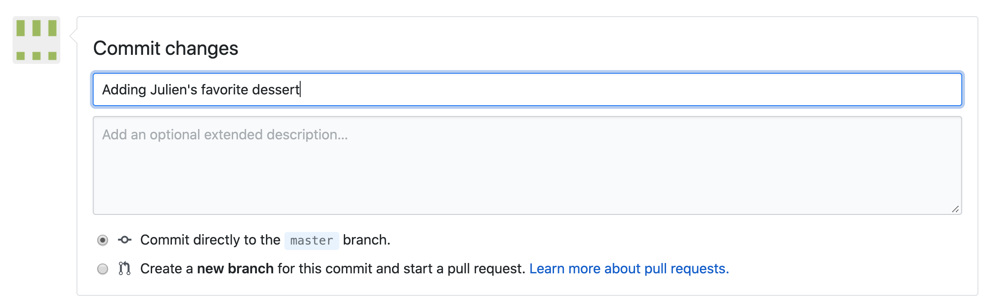 Commit changes
Adding Julien's favorite dessert
Add an optional extended description...
Commit directly to the master branch.
Create a new branch for this commit and start a pull request. Learn more about pull requests.